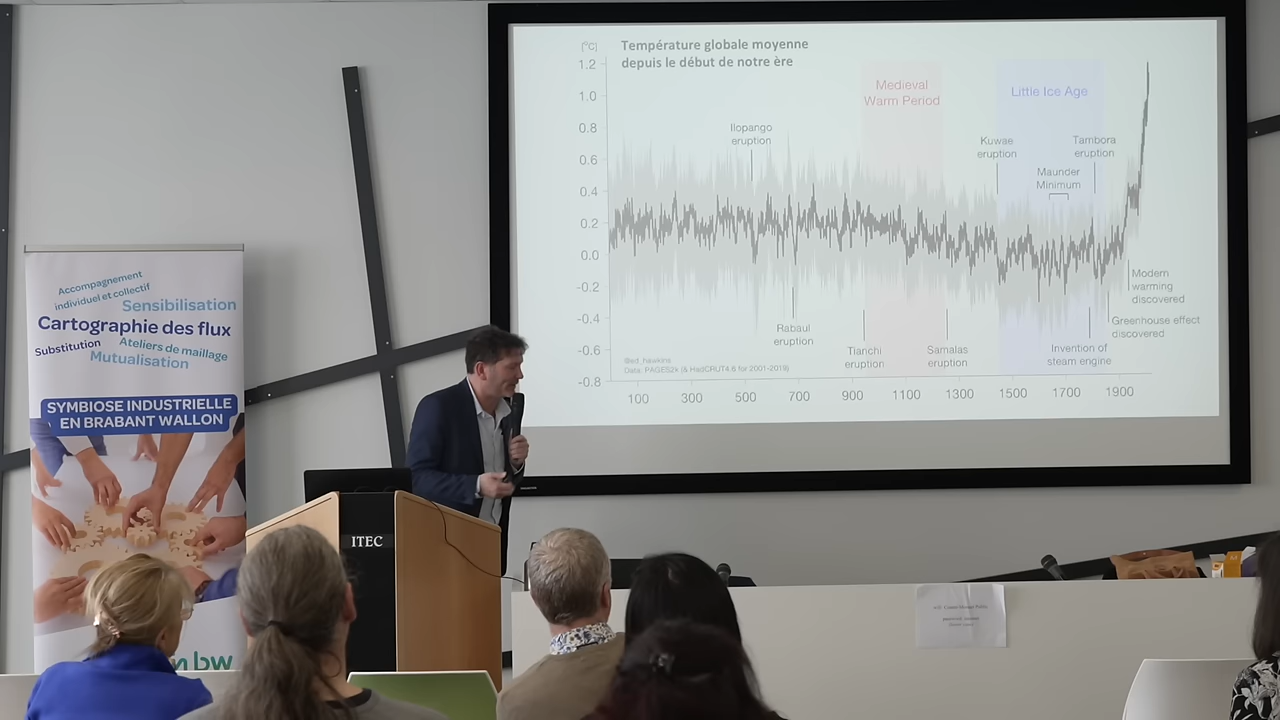 Accompagnement
individuel et collectif
Sensibilisation
Cartographie des flux
Substitution
Ateliers de maillage
Mutualisation
SYMBIOSE INDUSTRIELLE
EN BRABANT WALLON
bw
ITEC
[°C]
Température globale moyenne
depuis le début de notre ère
1.2
1.0
0.8
0.6
0.4
0.2
0.0
-0.2
-0.4
-0.6
-0.8
Medieval
Warm Period
Little Ice Age
Ilopango
eruption
Kuwae
eruption
Tambora
eruption
Maunder
Minimum
Modern
warming
discovered
Greenhouse effect
discovered
Rabaul
eruption
Tianchi
eruption
Samalas
eruption
Invention of
steam engine
@ed_hawkins
Data: PAGES2k (& HadCRUT4.6 for 2001-2019)
100 300 500 700 900 1100 1300 1500 1700 1900